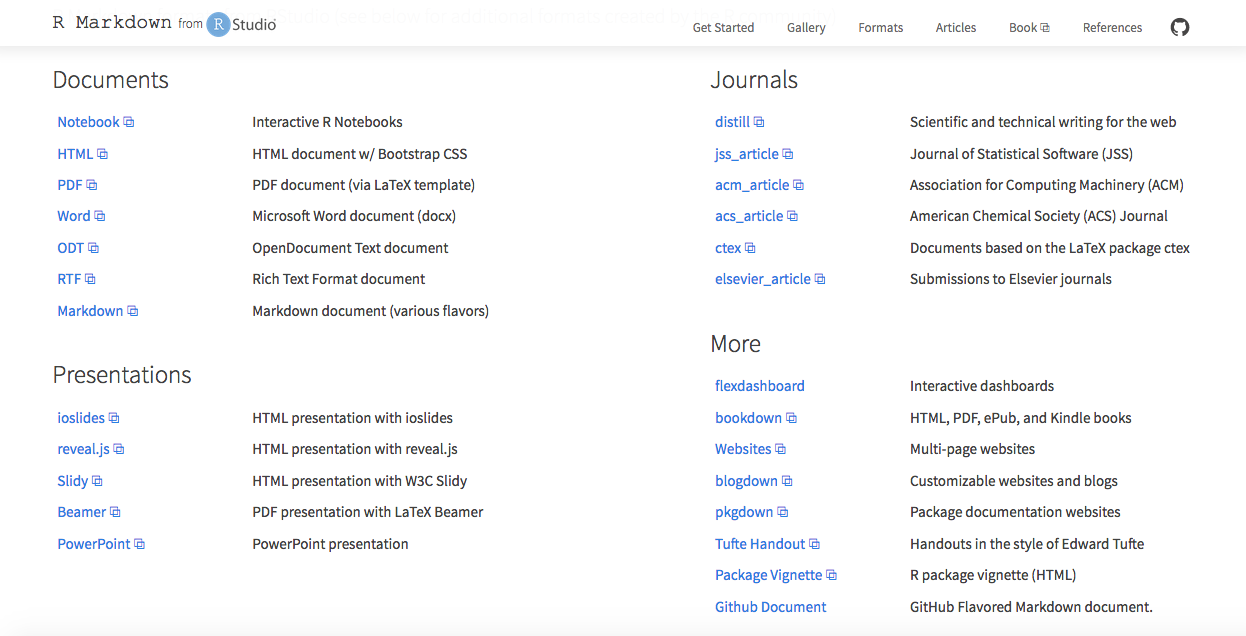 R Markdown from R Studio
Get Started Gallery Formats Articles Book References
Documents
Notebook Interactive R Notebooks
HTML HTML document w/ Bootstrap CSS
PDF PDF document (via LaTeX template)
Word Microsoft Word document (docx)
ODT OpenDocument Text document
RTF Rich Text Format document
Markdown Markdown document (various flavors)
Presentations
ioslides HTML presentation with ioslides
reveal.js HTML presentation with reveal.js
Slidy HTML presentation with W3C Slidy
Beamer PDF presentation with LaTeX Beamer
PowerPoint PowerPoint presentation
Journals
distill Scientific and technical writing for the web
jss_article Journal of Statistical Software (JSS)
acm_article Association for Computing Machinery (ACM)
acs_article American Chemical Society (ACS) Journal
ctex Documents based on the LaTeX package ctex
elsevier_article Submissions to Elsevier journals
More
flexdashboard Interactive dashboards
bookdown HTML, PDF, ePub, and Kindle books
Websites Multi-page websites
blogdown Customizable websites and blogs
pkgdown Package documentation websites
Tufte Handout Handouts in the style of Edward Tufte
Package Vignette R package vignette (HTML)
Github Document GitHub Flavored Markdown document.